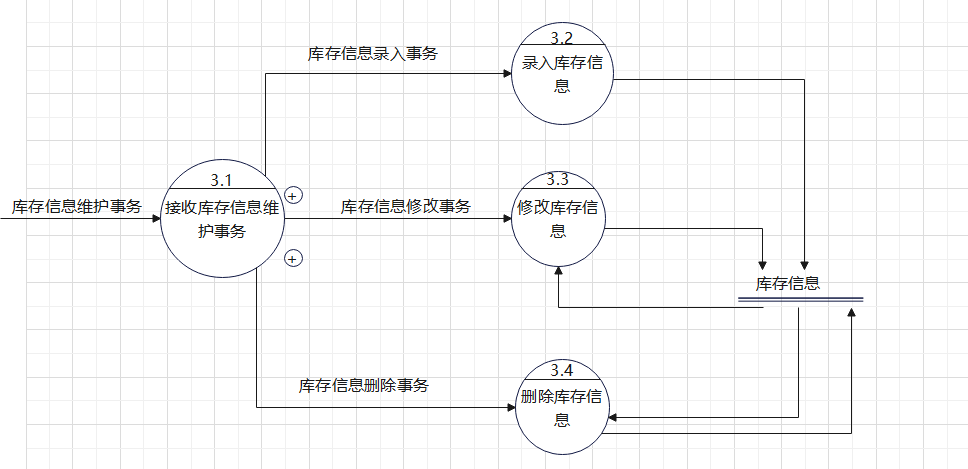 3.2
录入库存信
息
库存信息录入事务
3.1
接收库存信息维
护事务
+
库存信息维护事务
库存信息修改事务
3.3
修改库存信
息
+
库存信息
库存信息删除事务
3.4
删除库存信
息